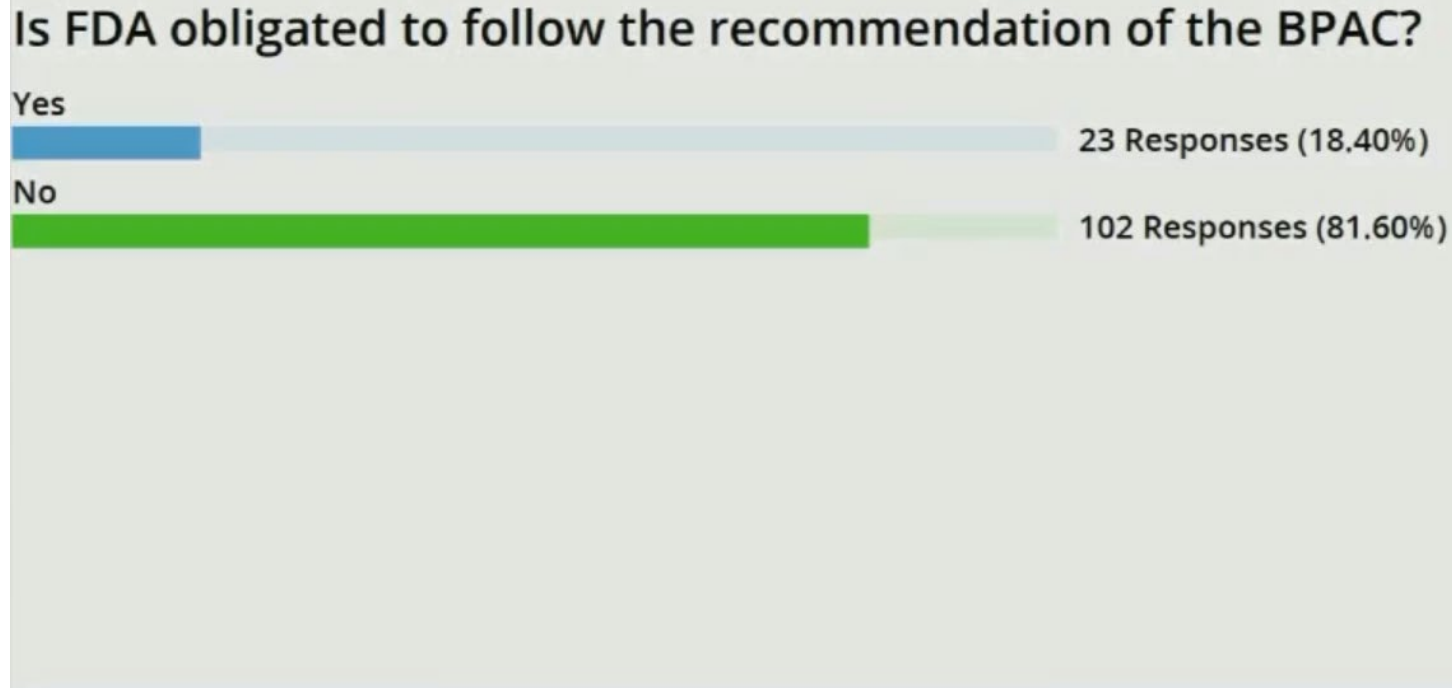 Is FDA obligated to follow the recommendation of the BPAC?
Yes
23 Responses (18.40%)
No
102 Responses (81.60%)